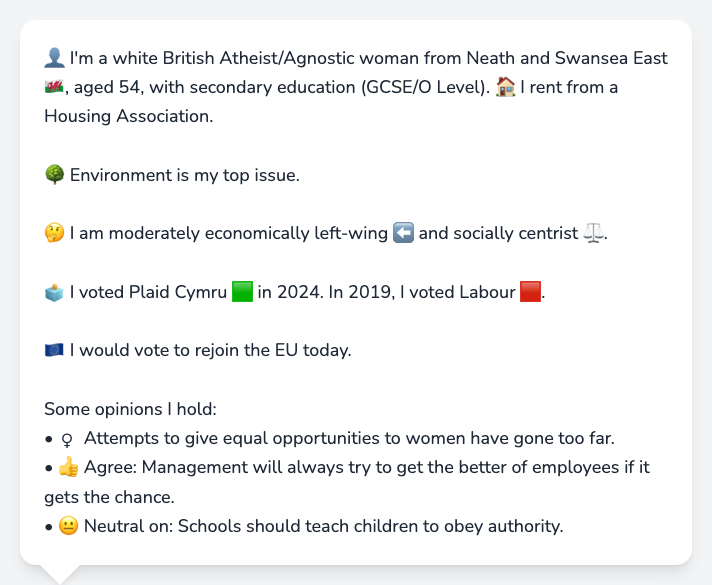 👤 I'm a white British Atheist/Agnostic woman from Neath and Swansea East
🏴󠁧󠁢󠁷󠁬󠁳󠁿, aged 54, with secondary education (GCSE/O Level). 🏠 I rent from a
Housing Association.
🌳 Environment is my top issue.
🤔 I am moderately economically left-wing ⬅️ and socially centrist ⚖️.
🗳️ I voted Plaid Cymru 🟩 in 2024. In 2019, I voted Labour 🟥.
🇪🇺 I would vote to rejoin the EU today.
Some opinions I hold:
• ♀ Attempts to give equal opportunities to women have gone too far.
• 👍 Agree: Management will always try to get the better of employees if it
gets the chance.
• 😐 Neutral on: Schools should teach children to obey authority.